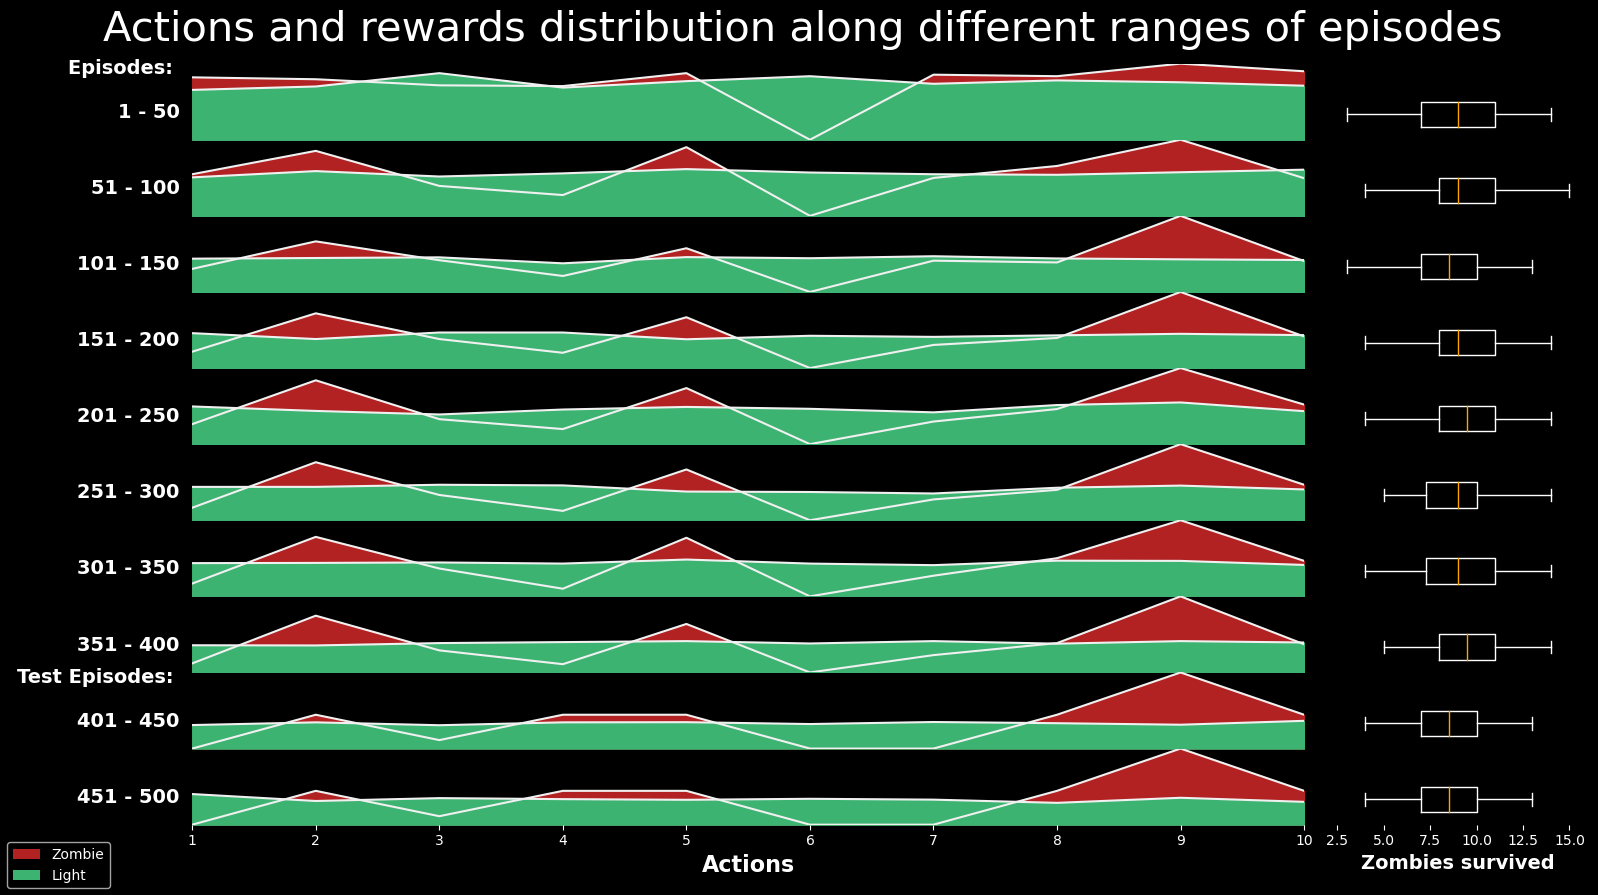 Actions and rewards distribution along different ranges of episodes
Episodes:
1 - 50
51 - 100
101 - 150
151 - 200
201 - 250
251 - 300
301 - 350
351 - 400
Test Episodes:
401 - 450
451 - 500
1 2 3 4 5 6 7 8 9 10
2.5 5.0 7.5 10.0 12.5 15.0
Actions
Zombies survived
Zombie
Light